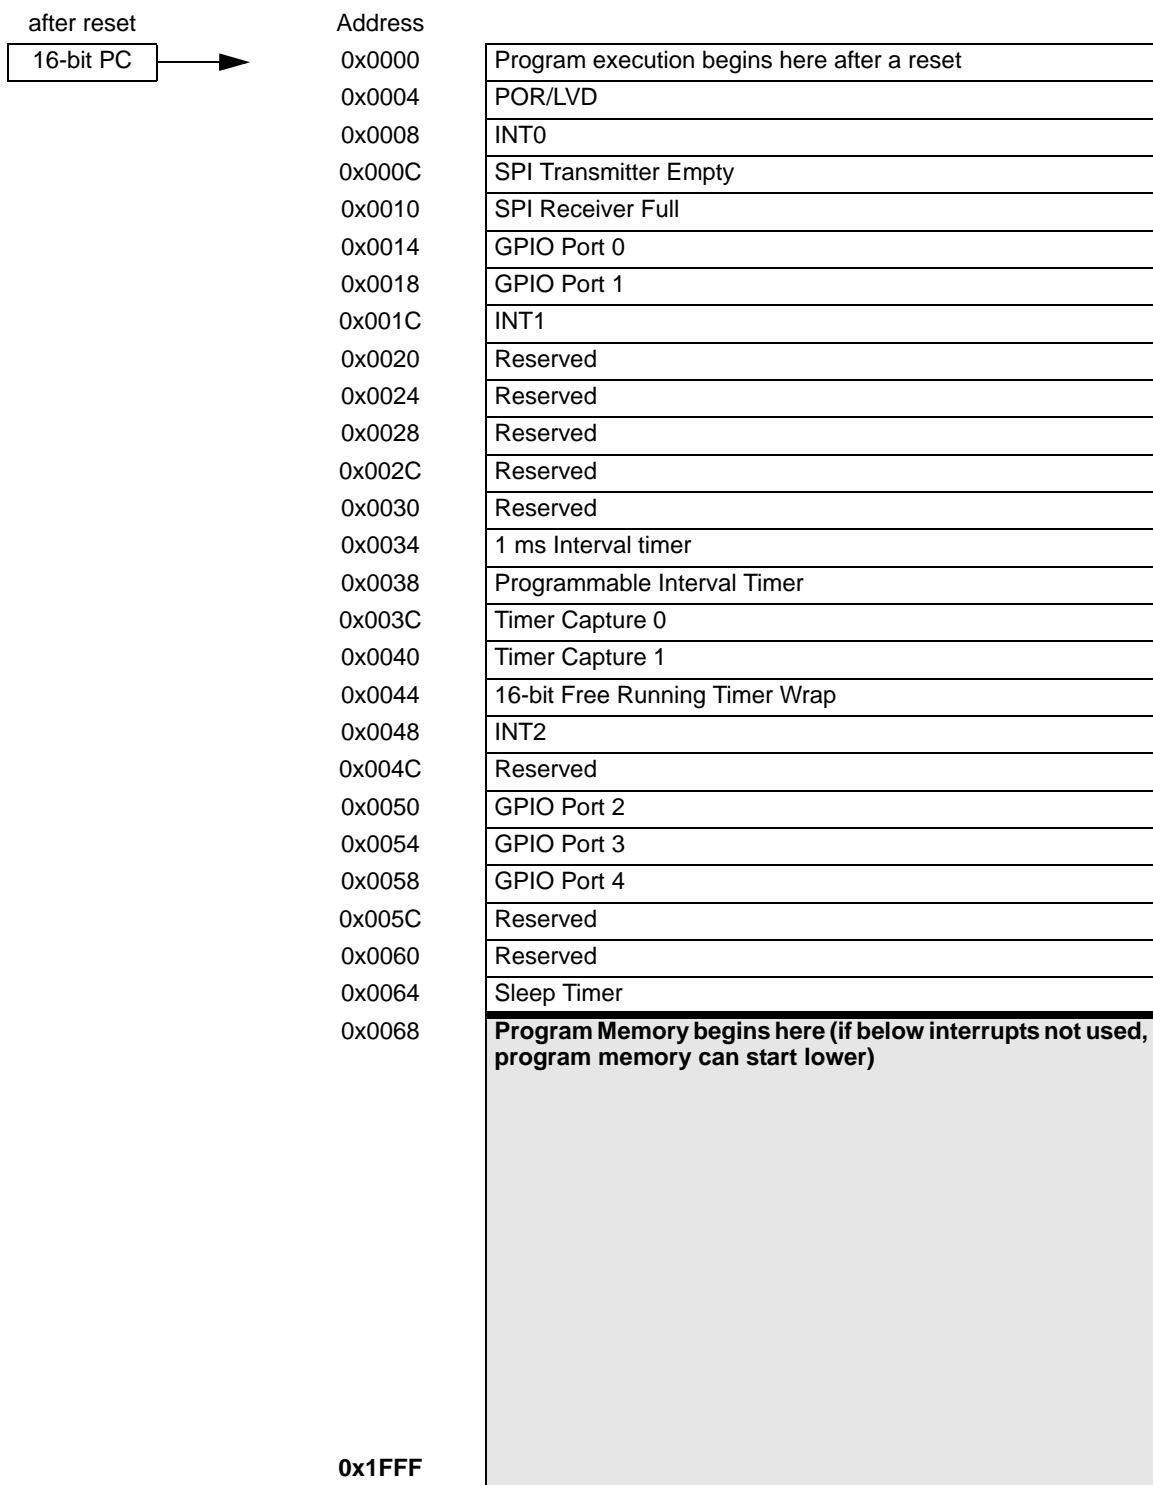 after reset Address
16-bit PC 0x0000 Program execution begins here after a reset
0x0004 POR/LVD
0x0008 INT0
0x000C SPI Transmitter Empty
0x0010 SPI Receiver Full
0x0014 GPIO Port 0
0x0018 GPIO Port 1
0x001C INT1
0x0020 Reserved
0x0024 Reserved
0x0028 Reserved
0x002C Reserved
0x0030 Reserved
0x0034 1 ms Interval timer
0x0038 Programmable Interval Timer
0x003C Timer Capture 0
0x0040 Timer Capture 1
0x0044 16-bit Free Running Timer Wrap
0x0048 INT2
0x004C Reserved
0x0050 GPIO Port 2
0x0054 GPIO Port 3
0x0058 GPIO Port 4
0x005C Reserved
0x0060 Reserved
0x0064 Sleep Timer
0x0068 Program Memory begins here (if below interrupts not used,
program memory can start lower)
0x1FFF